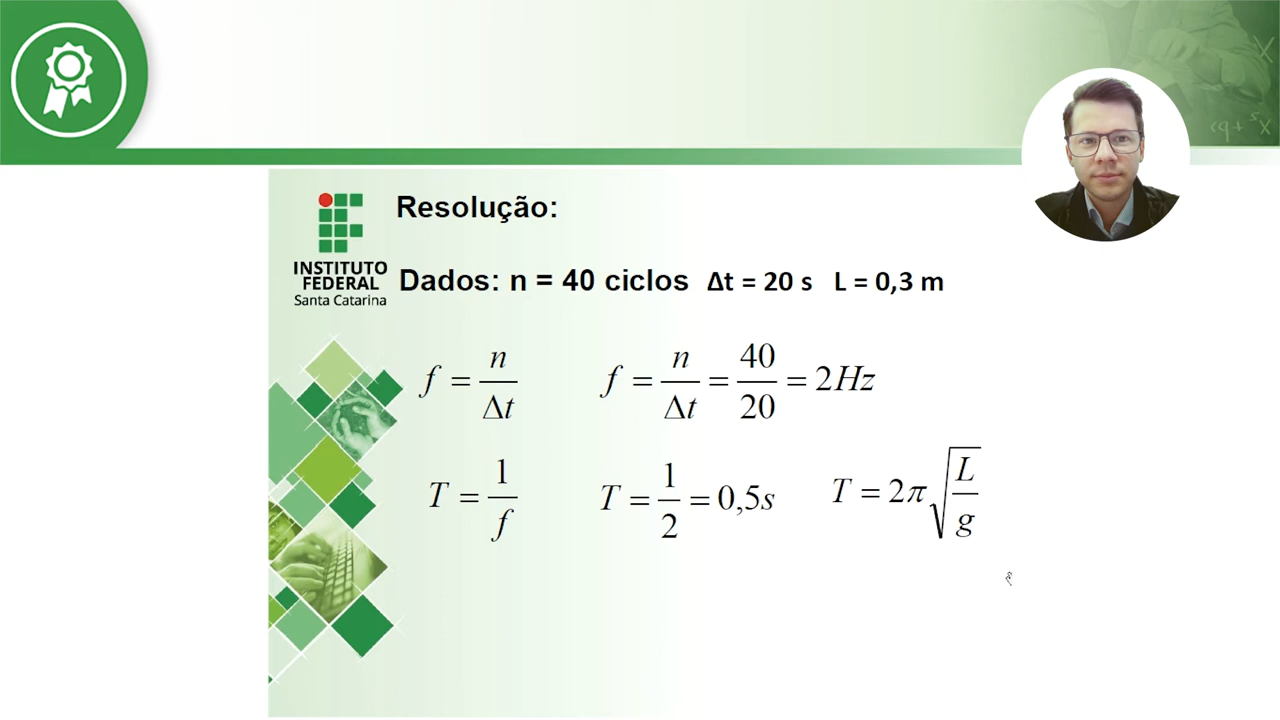 Resolução:
INSTITUTO
FEDERAL
Santa Catarina
Dados: n = 40 ciclos Δt = 20 s L = 0,3 m
f = n/Δt f = n/Δt = 40/20 = 2Hz
T = 1/f T = 1/2 = 0,5s T = 2π√(L/g)